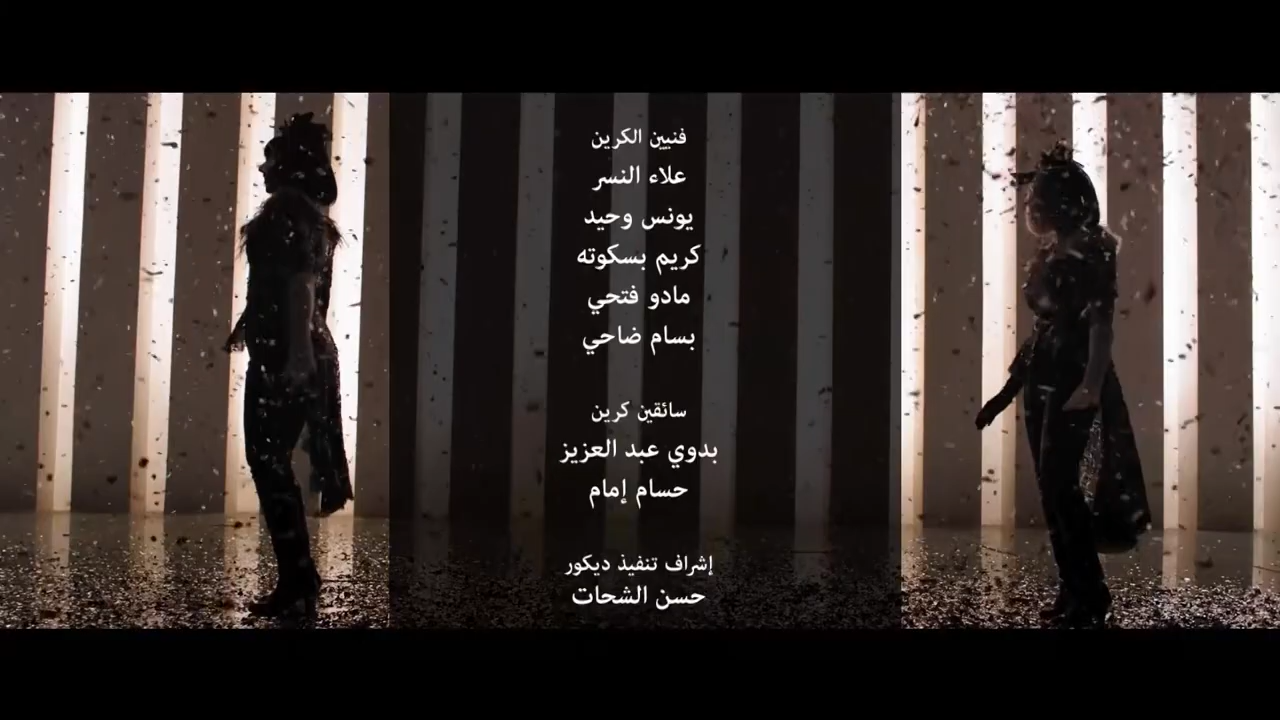 فنيين الكرين
علاء النسر
يونس وحيد
كريم بسكوته
مادو فتحي
بسام ضاحي
سائقين كرين
بدوي عبد العزيز
حسام إمام
إشراف تنفيذ ديكور
حسن الشحات